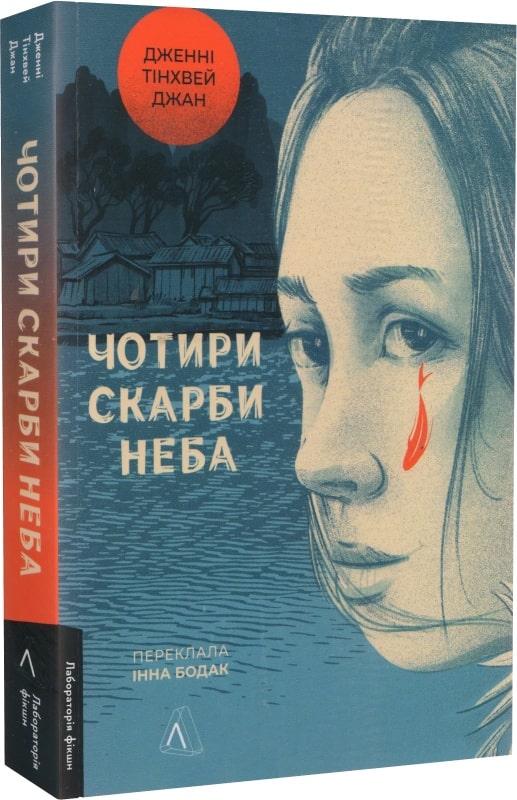 Дженні
Тінхвей
Джан
ЧОТИРИ СКАРБИ НЕБА
Лабораторія
фікшн
ДЖЕННІ
ТІНХВЕЙ
ДЖАН
ЧОТИРИ
СКАРБИ
НЕБА
ПЕРЕКЛАЛА
ІННА БОДАК
Лабораторія фікшн